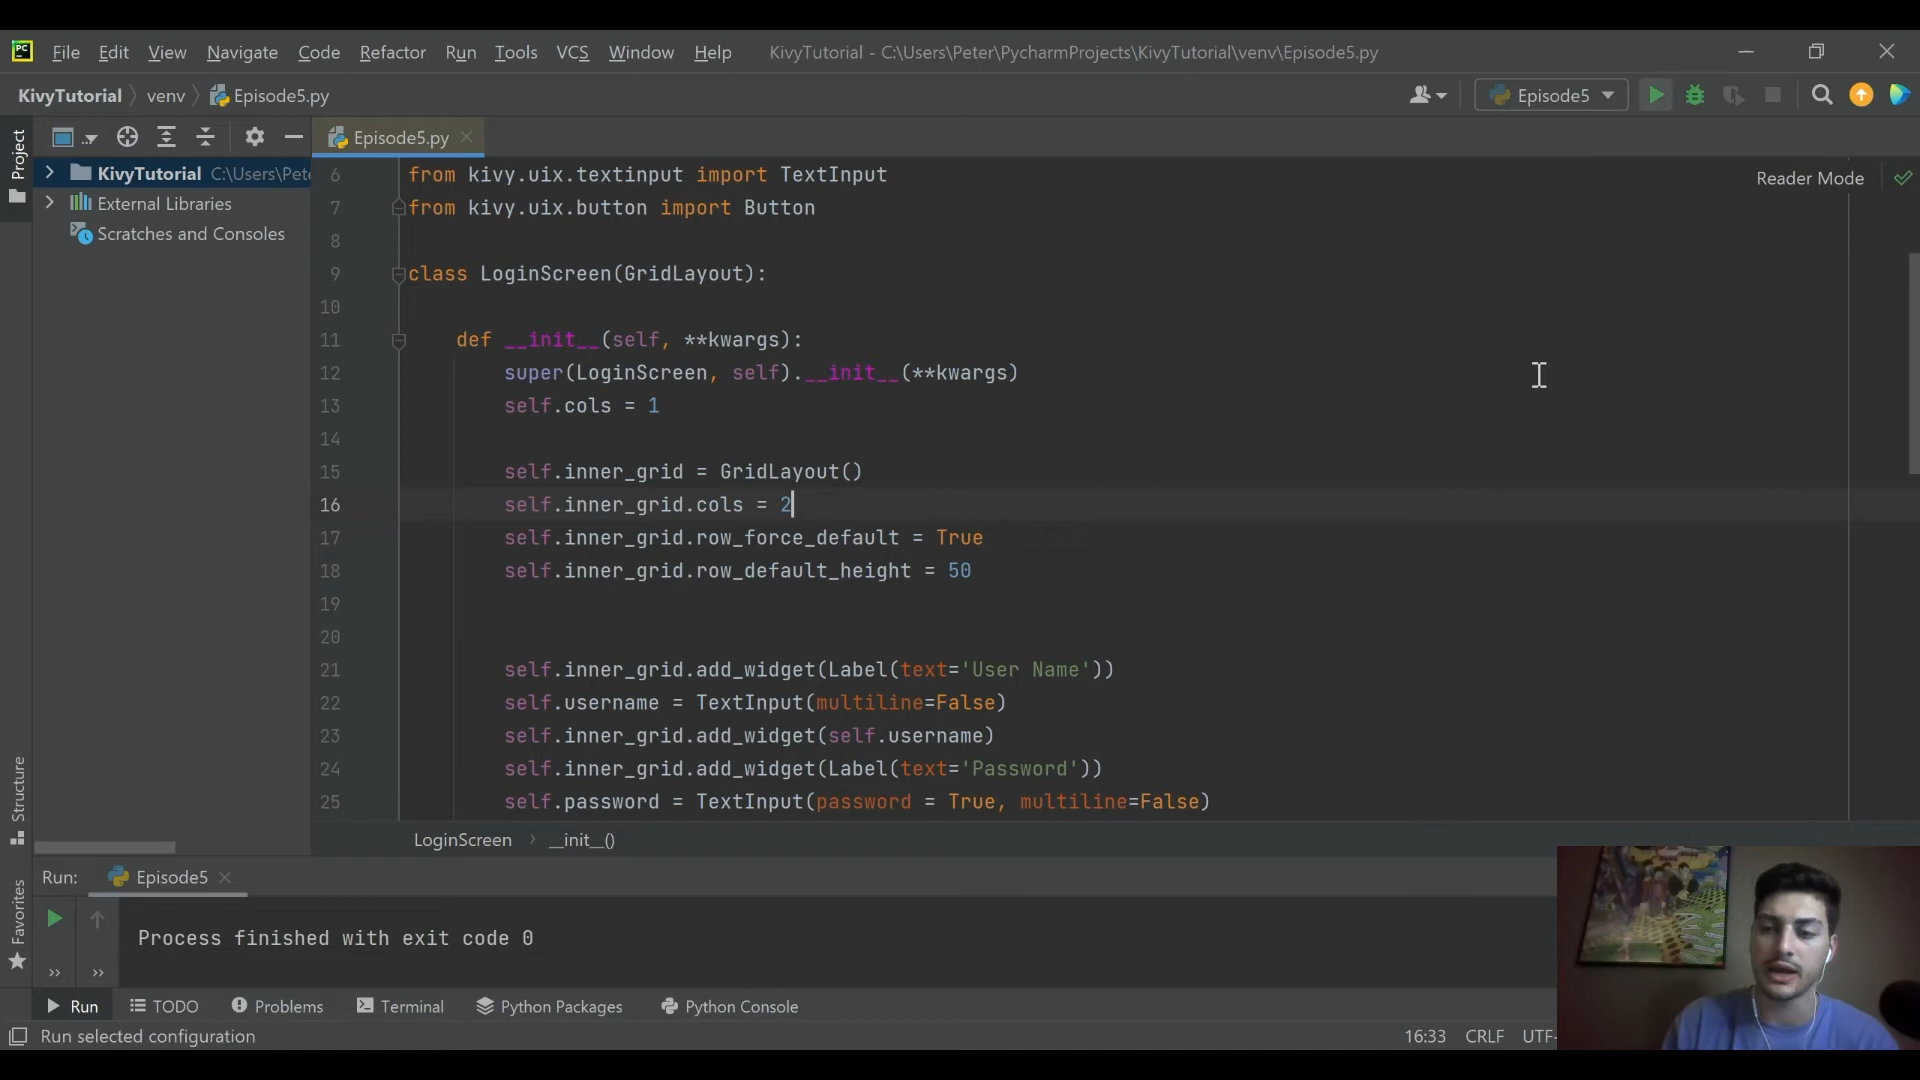 PC File Edit View Navigate Code Refactor Run Tools VCS Window Help KivyTutorial - C:\Users\Peter\PycharmProjects\KivyTutorial\venv\Episode5.py
KivyTutorial venv Episode5.py Episode5
Project
Episode5.py
KivyTutorial C:\Users\Pete
External Libraries
Scratches and Consoles
Reader Mode
6 from kivy.uix.textinput import TextInput
7 from kivy.uix.button import Button
8
9 class LoginScreen(GridLayout):
10
11 def __init__(self, **kwargs):
12 super(LoginScreen, self).__init__(**kwargs)
13 self.cols = 1
14
15 self.inner_grid = GridLayout()
16 self.inner_grid.cols = 2
17 self.inner_grid.row_force_default = True
18 self.inner_grid.row_default_height = 50
19
20
21 self.inner_grid.add_widget(Label(text='User Name'))
22 self.username = TextInput(multiline=False)
23 self.inner_grid.add_widget(self.username)
24 self.inner_grid.add_widget(Label(text='Password'))
25 self.password = TextInput(password = True, multiline=False)
LoginScreen __init__()
Structure
Favorites
Run: Episode5
Process finished with exit code 0
Run TODO Problems Terminal Python Packages Python Console
Run selected configuration 16:33 CRLF UTF-